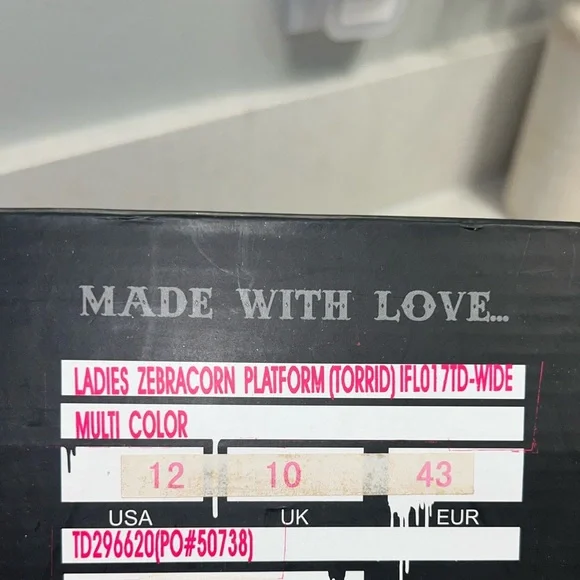 MADE WITH LOVE...
LADIES ZEBRACORN PLATFORM(TORRID) IFL017TD-WIDE
MULTI COLOR
12 10 43
USA UK EUR
TD296620(PO#50738)